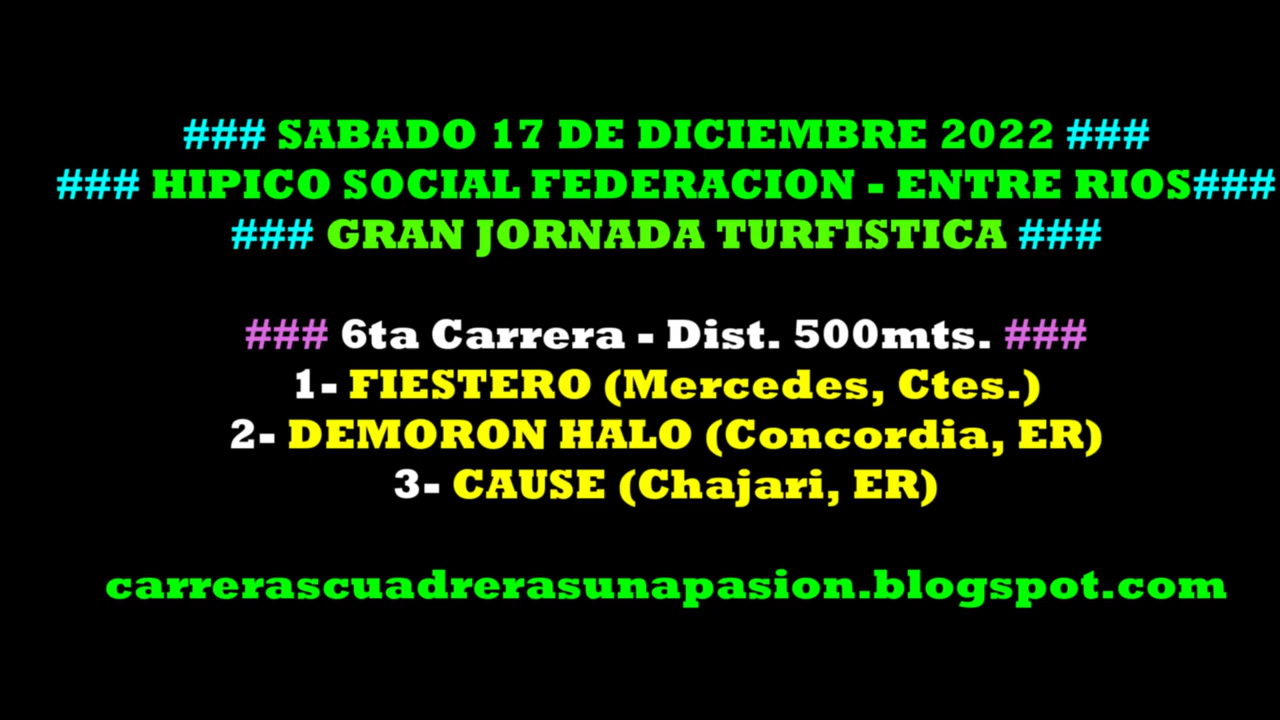 ### SABADO 17 DE DICIEMBRE 2022 ###
### HIPICO SOCIAL FEDERACION - ENTRE RIOS###
### GRAN JORNADA TURFISTICA ###
### 6ta Carrera - Dist. 500mts. ###
1- FIESTERO (Mercedes, Ctes.)
2- DEMORON HALO (Concordia, ER)
3- CAUSE (Chajari, ER)
carrerascuadrerasunapasion.blogspot.com